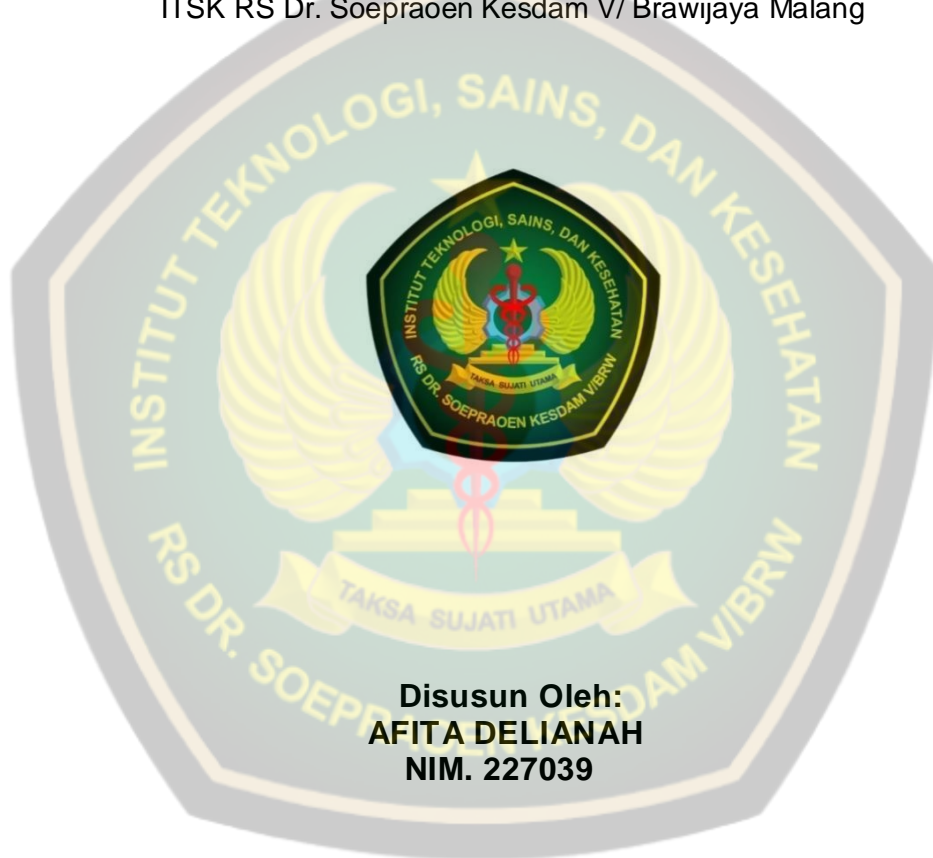 ITSK RS Dr. Soepraoen Kesdam V/ Brawijaya Malang
INSTITUT TEKNOLOGI, SAINS, DAN KESEHATAN
TAKSA SUJATI UTAMA
RS DR. SOEPRAOEN KESDAM V/BRW
INSTITUT TEKNOLOGI, SAINS, DAN KESEHATAN
TAKSA SUJATI UTAMA
RS DR. SOEPRAOEN KESDAM V/BRW
Disusun Oleh:
AFITA DELIANAH
NIM. 227039